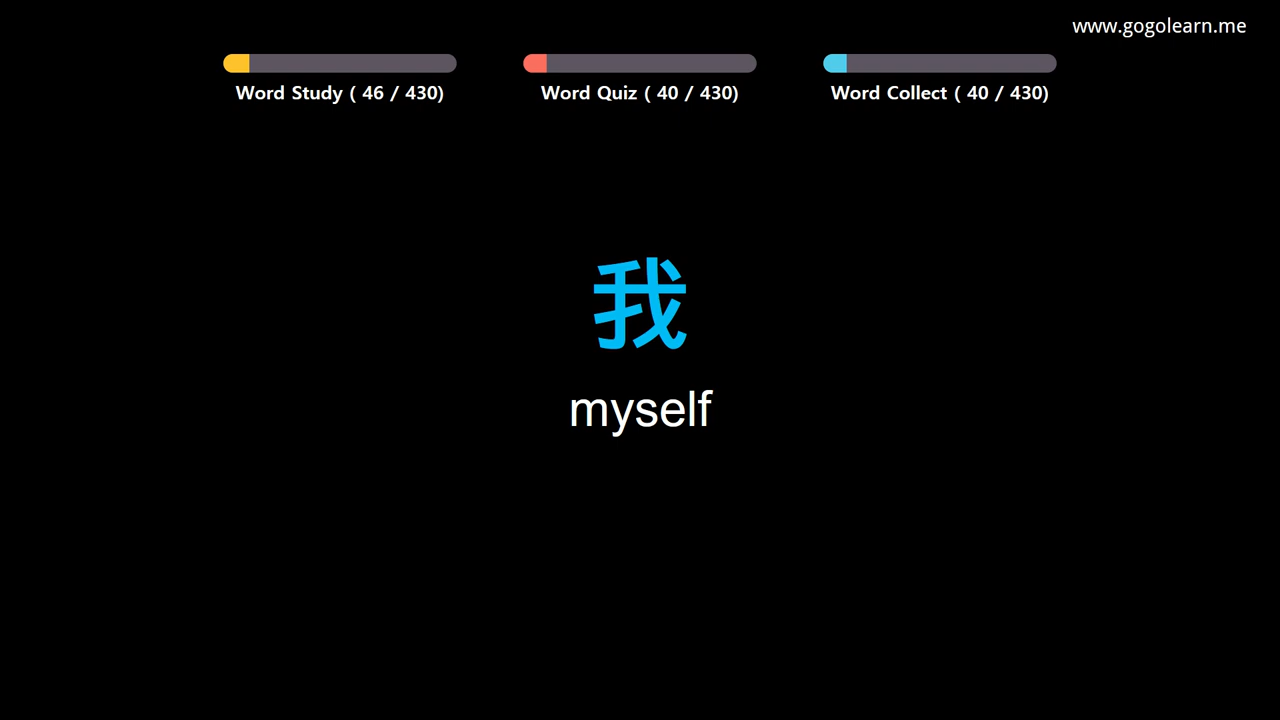 www.gogolearn.me
Word Study ( 46 / 430)
Word Quiz ( 40 / 430)
Word Collect ( 40 / 430)
我
myself